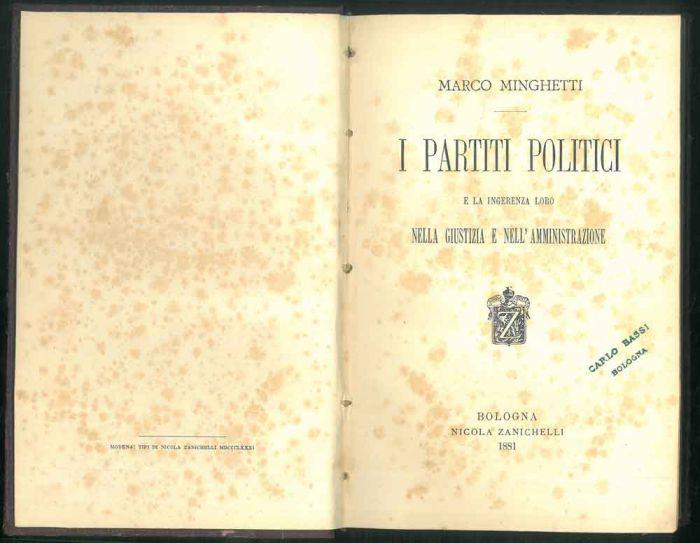 MODENA: TIPI DI NICOLA ZANICHELLI MDCCCLXXXI
MARCO MINGHETTI
I PARTITI POLITICI
E LA INGERENZA LORO
NELLA GIUSTIZIA E NELL'AMMINISTRAZIONE
Z
CARLO BASSI
BOLOGNA
BOLOGNA
NICOLA ZANICHELLI
1881